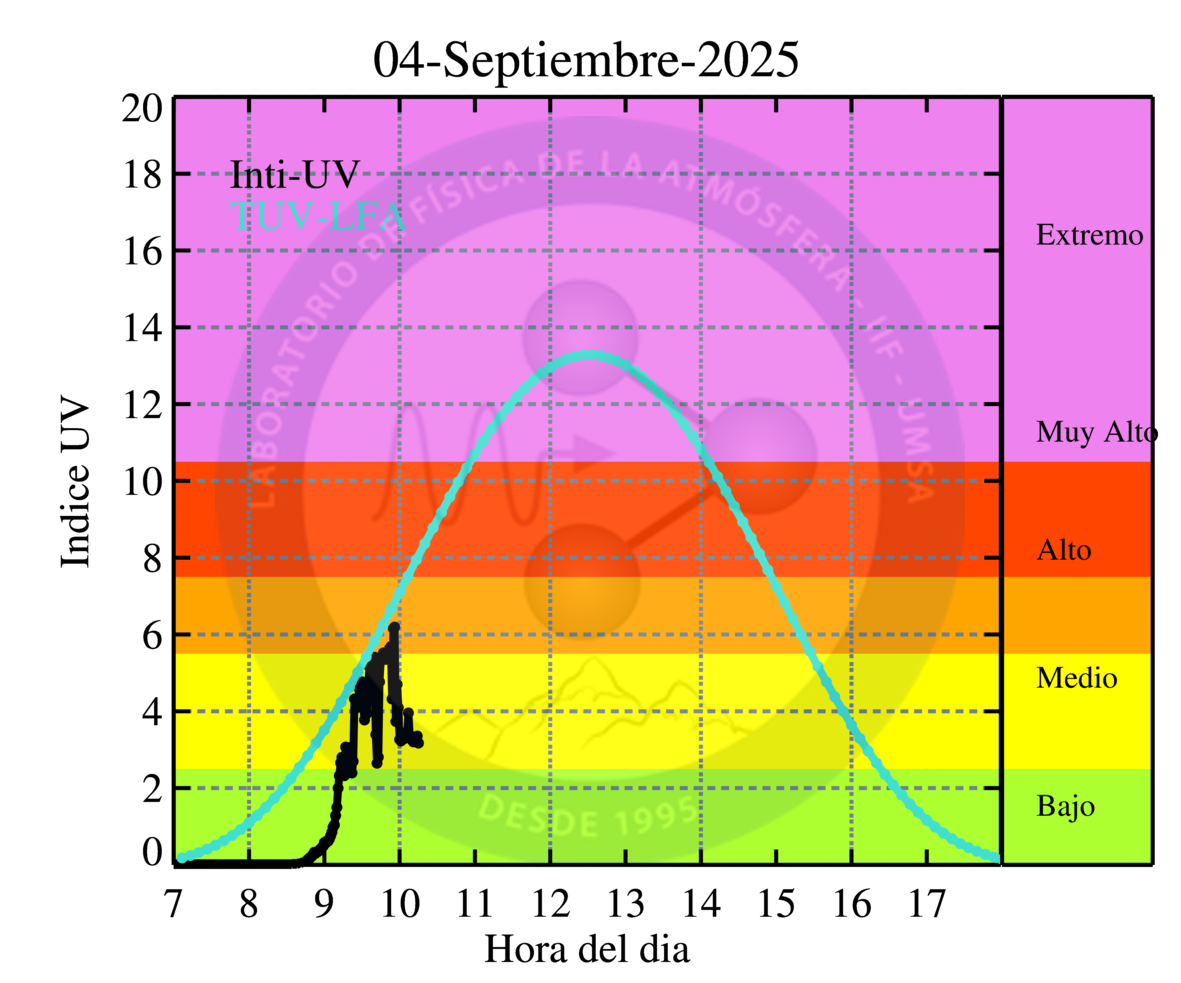 04-Septiembre-2025
20
18
16
14
12
10
8
6
4
2
0
Indice UV
Inti-UV
TUV-LFA
LABORATORIO DE FÍSICA DE LA ATMÓSFERA - IIF - UMSA
DESDE 1995
Extremo
Muy Alto
Alto
Medio
Bajo
7 8 9 10 11 12 13 14 15 16 17
Hora del dia